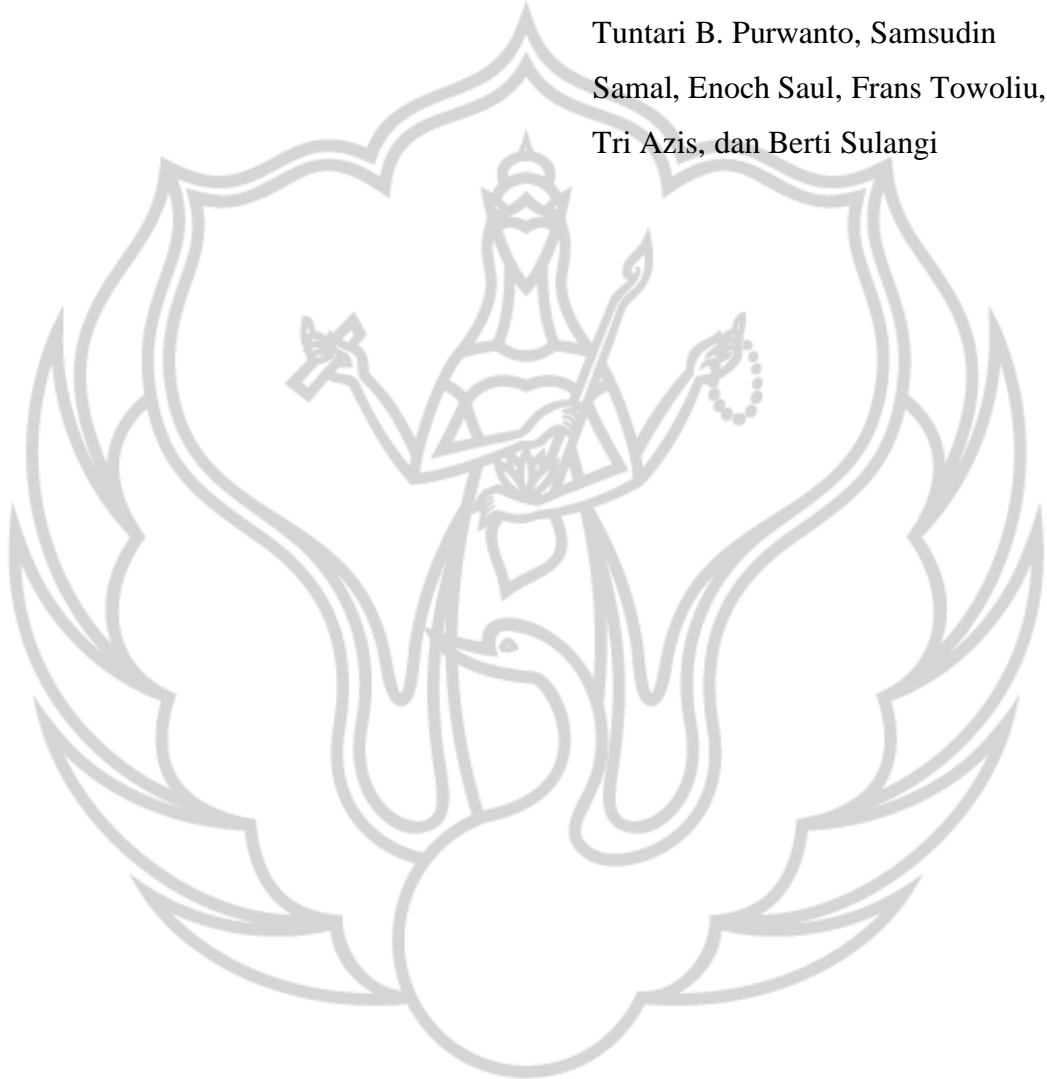 Tuntari B. Purwanto, Samsudin
Samal, Enoch Saul, Frans Towoliu,
Tri Azis, dan Berti Sulangi